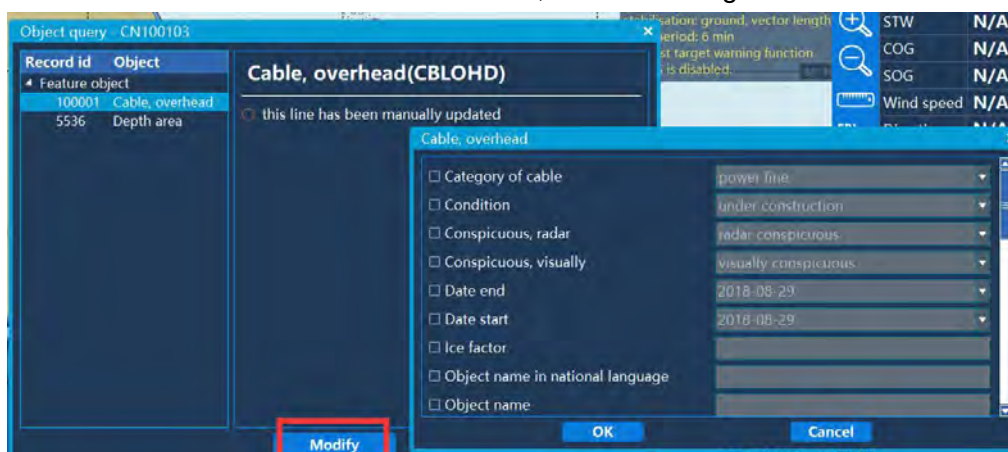 Object query - CN100103
Record id Object
Feature object
100001 Cable, overhead
5536 Depth area
Cable, overhead(CBLOHD)
this line has been manually updated
Modify
ground, vector length
period: 6 min
target warning function
is disabled.
STW N/A
COG N/A
SOG N/A
Wind speed N/A
Cable, overhead
Category of cable power line
Condition under construction
Conspicuous, radar radar conspicuous
Conspicuous, visually visually conspicuous
Date end 2018-08-29
Date start 2018-08-29
Ice factor
Object name in national language
Object name
OK Cancel